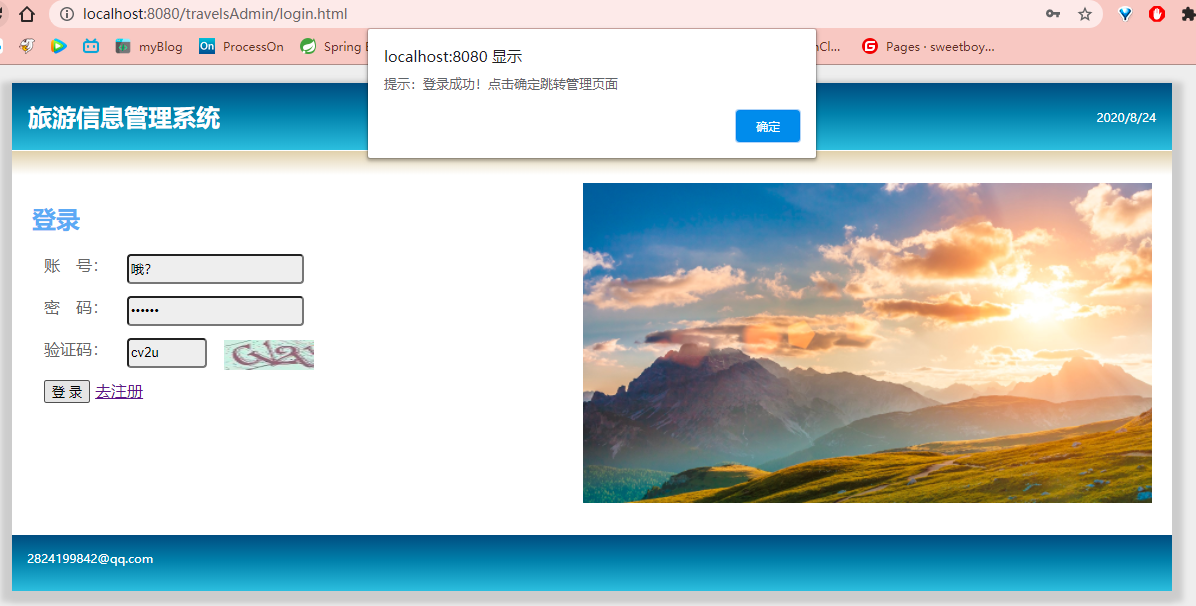 localhost:8080/travelsAdmin/login.html
myBlog
ProcessOn
Spring
Pages · sweetboy...
localhost:8080 显示
提示：登录成功！点击确定跳转管理页面
确定
旅游信息管理系统
2020/8/24
登录
账 号：
哦?
密 码：
••••••
验证码：
cv2u
cv2u
登 录 去注册
2824199842@qq.com